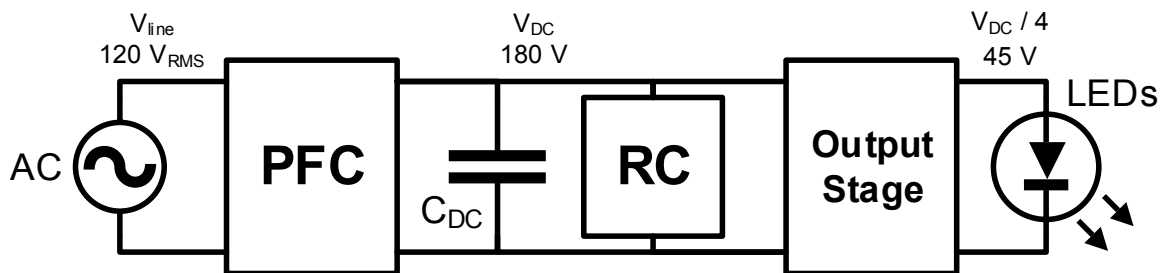 V_line
120 V_RMS
V_DC
180 V
V_DC / 4
45 V
AC
PFC
C_DC
RC
Output
Stage
LEDs